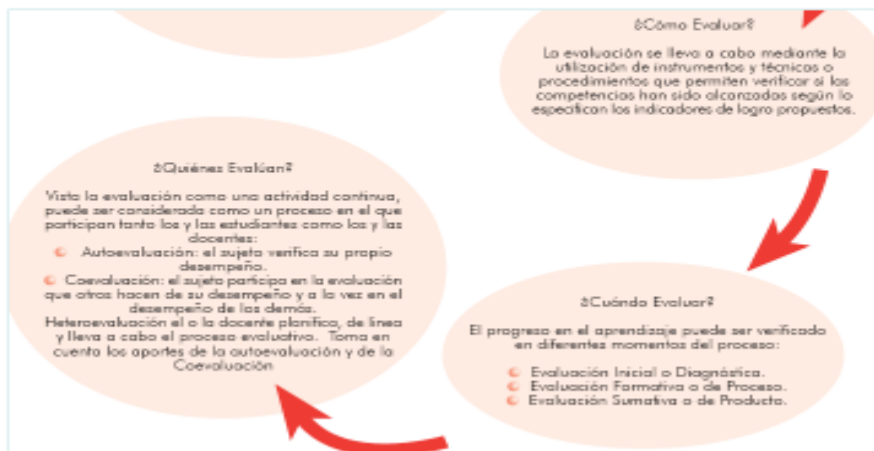 ¿Cómo Evaluar?
La evaluación se lleva a cabo mediante la
utilización de instrumentos y técnicas o
procedimientos que permiten verificar si las
competencias han sido alcanzadas según lo
especifican los indicadores de logro propuestos.
¿Cuándo Evaluar?
El progreso en el aprendizaje puede ser verificado
en diferentes momentos del proceso:
Evaluación Inicial o Diagnóstica.
Evaluación Formativa o de Proceso.
Evaluación Sumativa o de Producto.
¿Quiénes Evalúan?
Vista la evaluación como una actividad continua,
puede ser considerada como un proceso en el que
participan tanto los y las estudiantes como los y las
docentes:
Autoevaluación: el sujeto verifica su propio
desempeño.
Coevaluación: el sujeto participa en la evaluación
que otros hacen de su desempeño y a la vez en el
desempeño de los demás.
Heteroevaluación el o la docente planifica, de linea
y lleva a cabo el proceso evaluativo. Toma en
cuenta los aportes de la autoevaluación y de la
Coevaluación